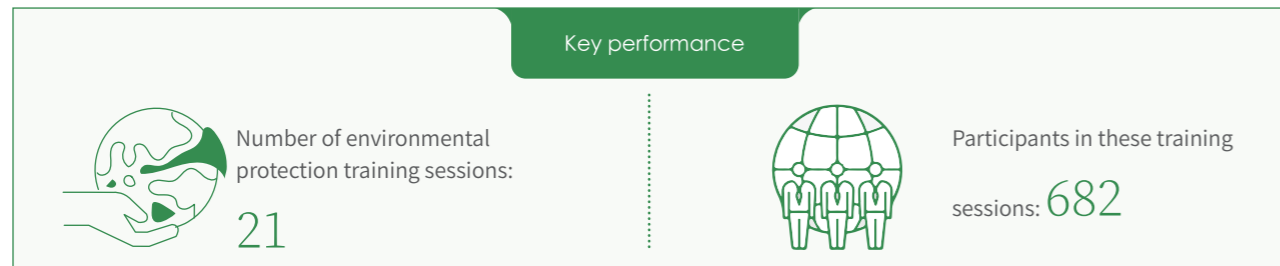 Key performance
Number of environmental
protection training sessions:
21
Participants in these training
sessions: 682